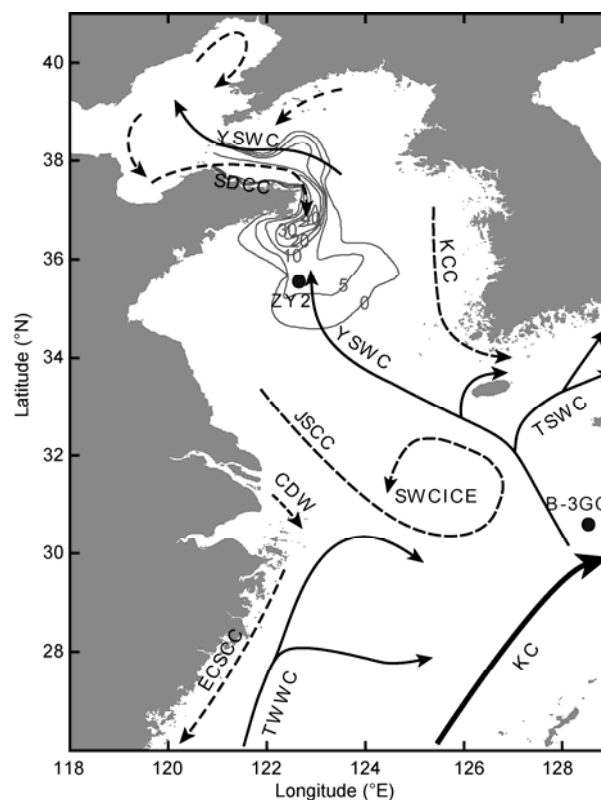 41
40
38
36
34
32
30
28
118
120
122
124
126
128
Latitude (°N)
Longitude (°E)
YSWC
SDCC
30
20
10
5
0
ZY2
KCC
YSWC
TSWC
JSCC
SWCICE
CDW
B-3GC
ECSCC
TWWC
KC